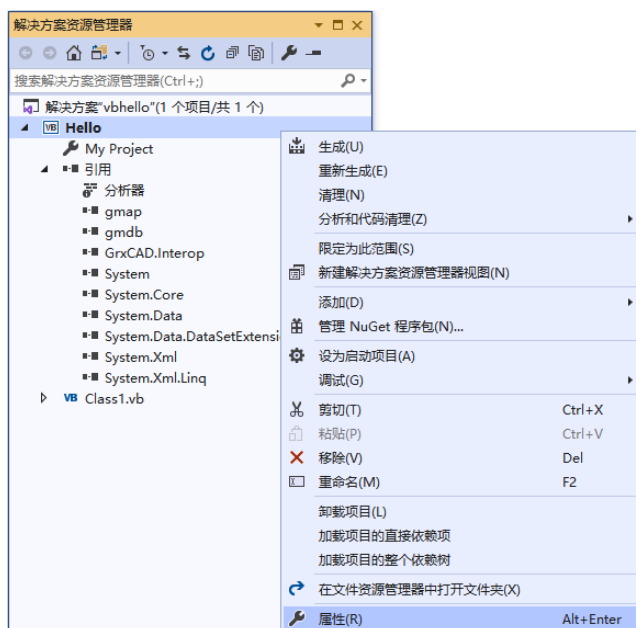 解决方案资源管理器
搜索解决方案资源管理器(Ctrl+;)
解决方案"vbhello"(1 个项目/共 1 个)
VB Hello
My Project
引用
分析器
gmap
gmdb
GrxCAD.Interop
System
System.Core
System.Data
System.Data.DataSetExtensi
System.Xml
System.Xml.Linq
VB Class1.vb
生成(U)
重新生成(E)
清理(N)
分析和代码清理(Z)
限定为此范围(S)
新建解决方案资源管理器视图(N)
添加(D)
管理 NuGet 程序包(N)...
设为启动项目(A)
调试(G)
剪切(T) Ctrl+X
粘贴(P) Ctrl+V
移除(V) Del
重命名(M) F2
卸载项目(L)
加载项目的直接依赖项
加载项目的整个依赖树
在文件资源管理器中打开文件夹(X)
属性(R) Alt+Enter